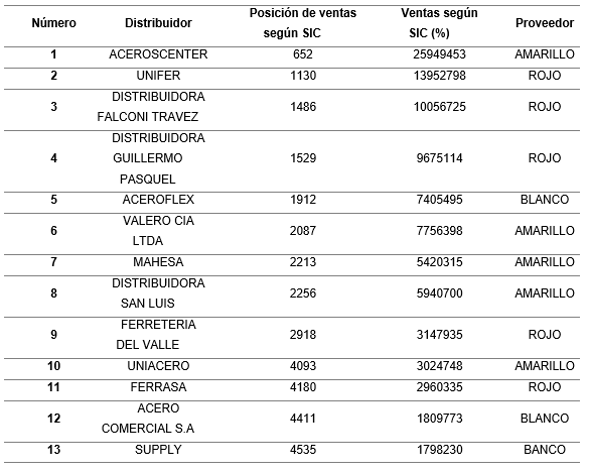 Número Distribuidor Posición de ventas según SIC Ventas según SIC (%) Proveedor
1 ACEROSCENTER 652 25949453 AMARILLO
2 UNIFER 1130 13952798 ROJO
3 DISTRIBUIDORA FALCONI TRAVEZ 1486 10056725 ROJO
4 DISTRIBUIDORA GUILLERMO PASQUEL 1529 9675114 ROJO
5 ACEROFLEX 1912 7405495 BLANCO
6 VALERO CIA LTDA 2087 7756398 AMARILLO
7 MAHESA 2213 5420315 AMARILLO
8 DISTRIBUIDORA SAN LUIS 2256 5940700 AMARILLO
9 FERRETERIA DEL VALLE 2918 3147935 ROJO
10 UNIACERO 4093 3024748 AMARILLO
11 FERRASA 4180 2960335 ROJO
12 ACERO COMERCIAL S.A 4411 1809773 BLANCO
13 SUPPLY 4535 1798230 BANCO